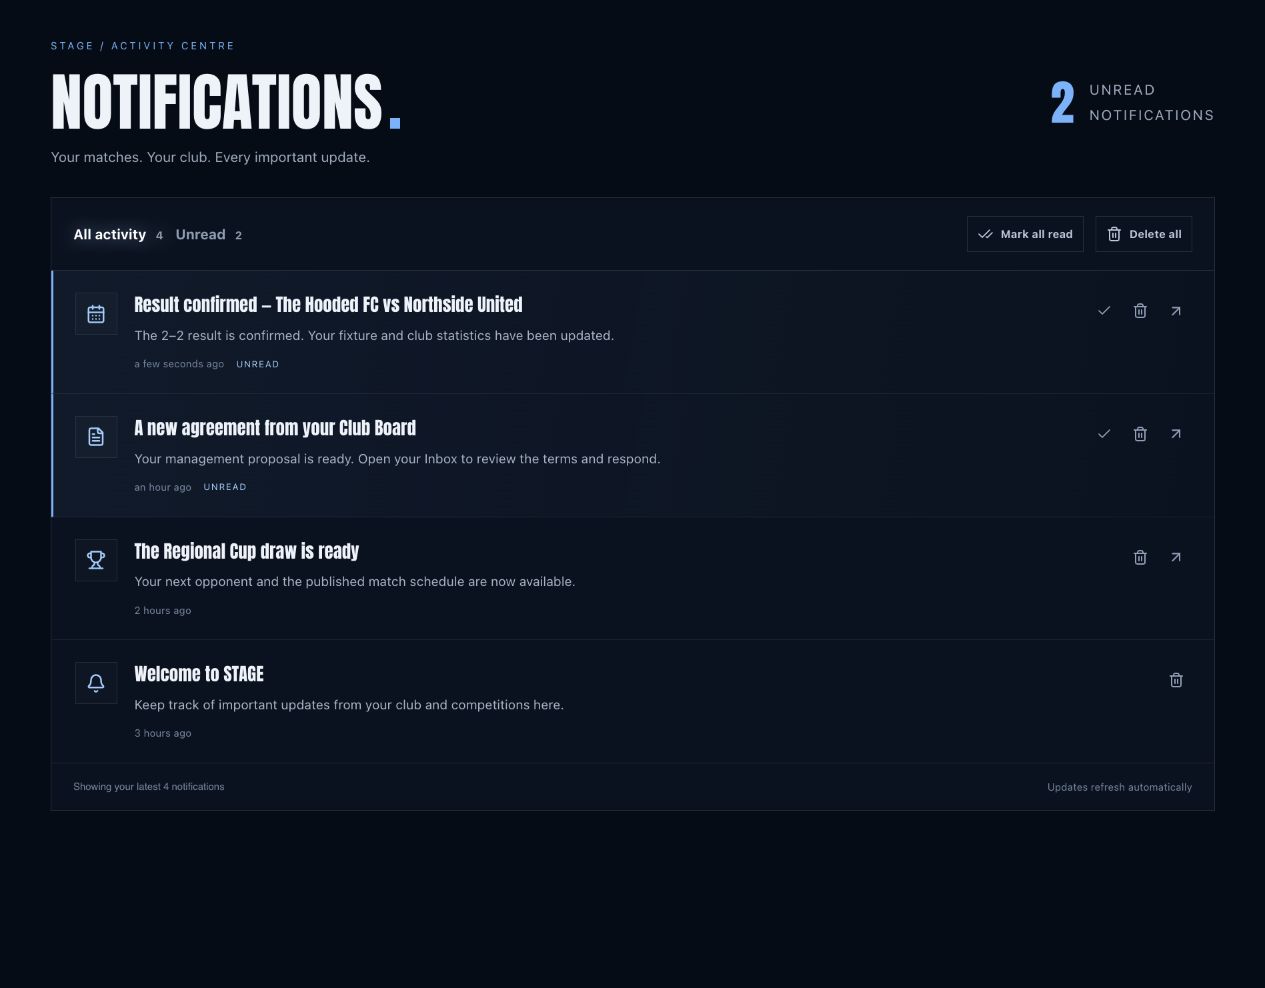 STAGE / ACTIVITY CENTRE
NOTIFICATIONS.
2 UNREAD
NOTIFICATIONS
Your matches. Your club. Every important update.
All activity 4 Unread 2 Mark all read Delete all
Result confirmed – The Hooded FC vs Northside United
The 2–2 result is confirmed. Your fixture and club statistics have been updated.
a few seconds ago UNREAD
A new agreement from your Club Board
Your management proposal is ready. Open your Inbox to review the terms and respond.
an hour ago UNREAD
The Regional Cup draw is ready
Your next opponent and the published match schedule are now available.
2 hours ago
Welcome to STAGE
Keep track of important updates from your club and competitions here.
3 hours ago
Showing your latest 4 notifications Updates refresh automatically